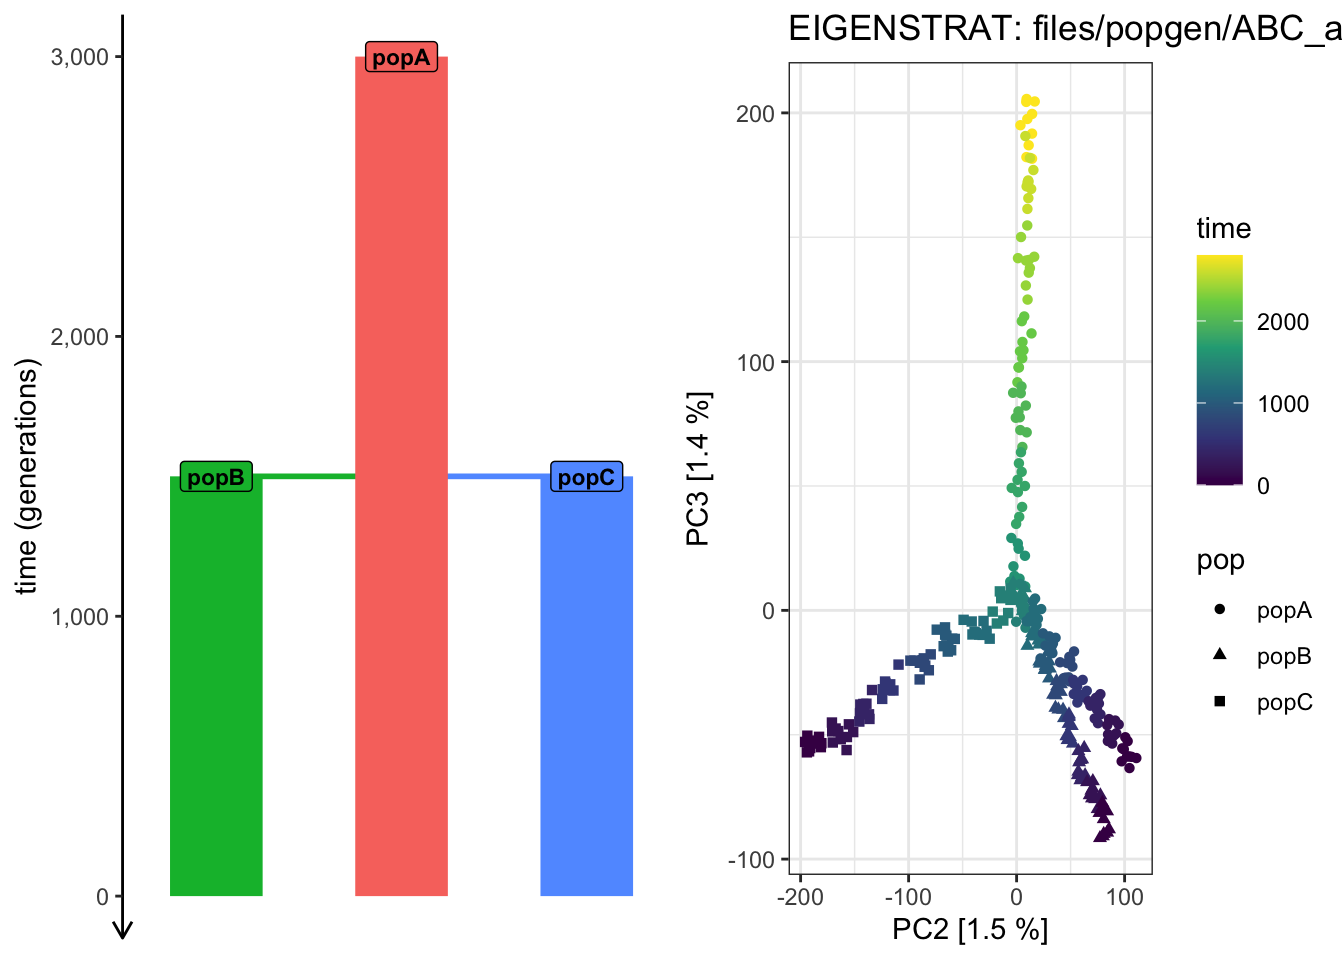 time (generations)
3,000
2,000
1,000
0
popA
popB
popC
EIGENSTRAT: files/popgen/ABC_a
PC3 [1.4 %]
200
100
0
-100
-200
-100
0
100
PC2 [1.5 %]
time
2000
1000
0
pop
popA
popB
popC